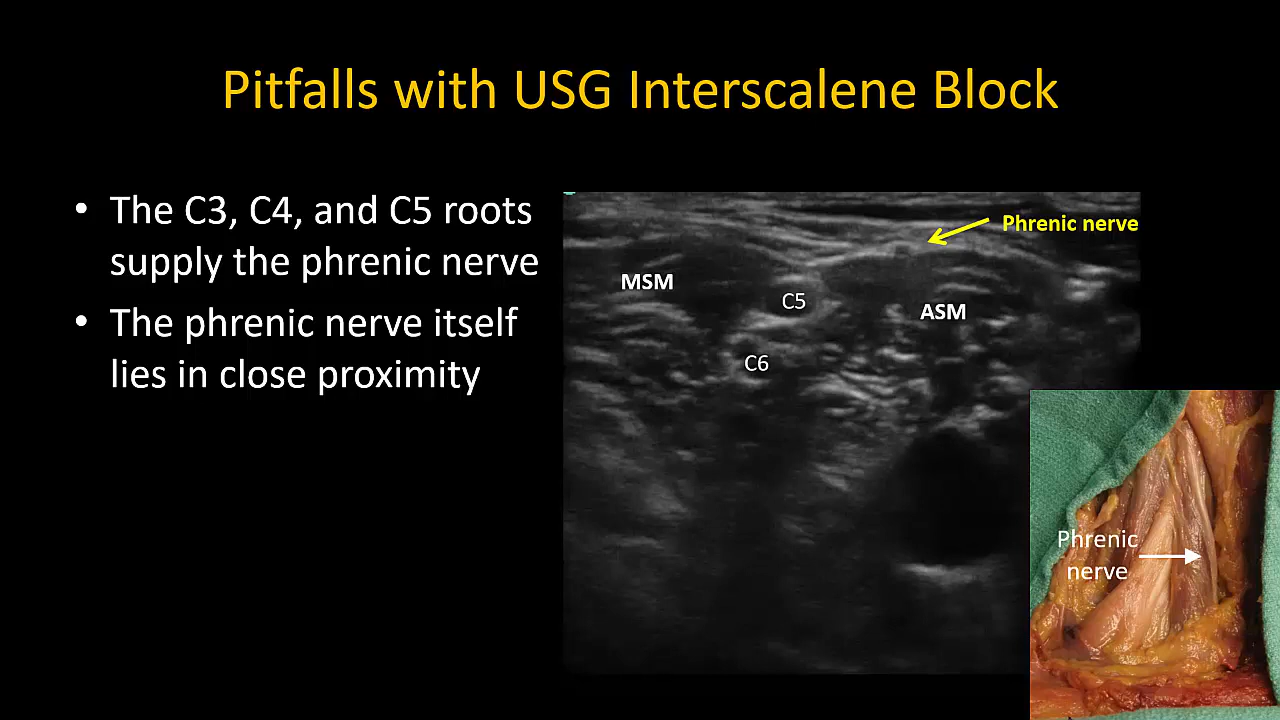 Pitfalls with USG Interscalene Block
• The C3, C4, and C5 roots
supply the phrenic nerve
• The phrenic nerve itself
lies in close proximity
Phrenic nerve
MSM
C5
ASM
C6
Phrenic
nerve